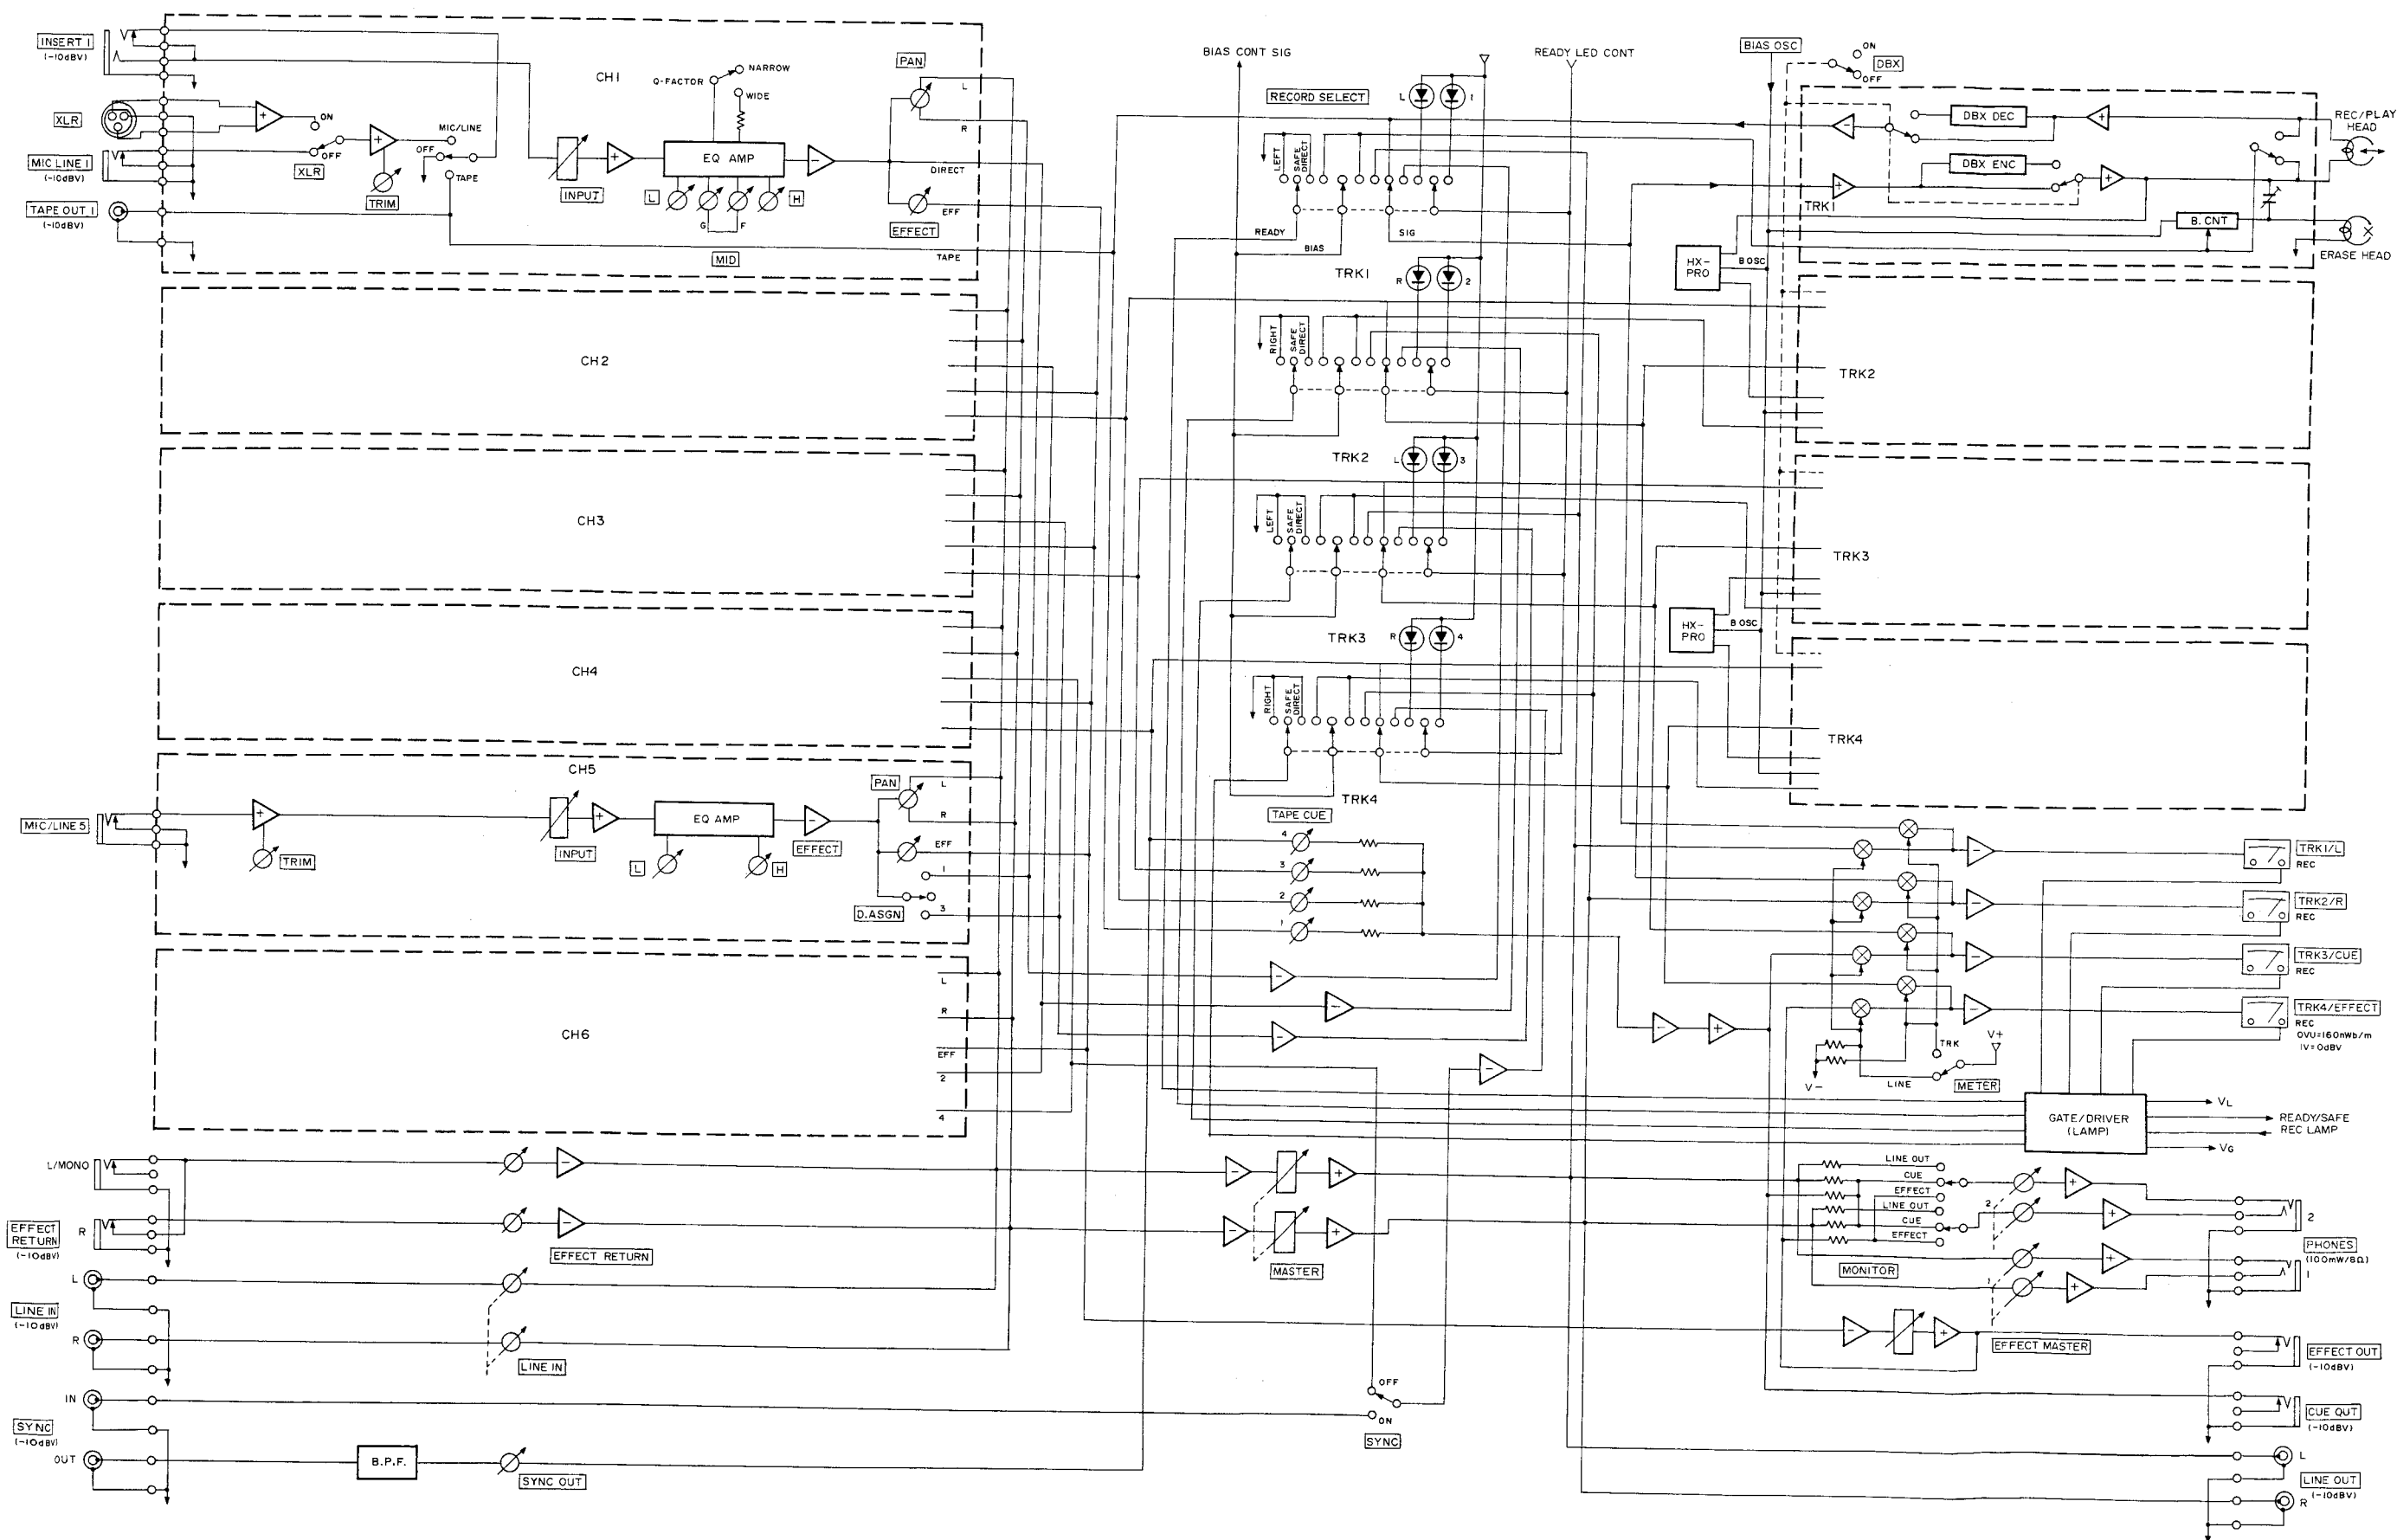 INSERT 1
(-10dBV)
XLR
MIC LINE 1
(-10dBV)
TAPE OUT 1
(-10dBV)
CH1
ON
OFF
XLR
TRIM
MIC/LINE
OFF
TAPE
INPUT
Q-FACTOR
NARROW
WIDE
EQ AMP
L
G
F
H
MID
PAN
L
R
DIRECT
EFF
EFFECT
TAPE
CH2
CH3
CH4
CH5
MIC/LINE 5
TRIM
INPUT
EQ AMP
L
H
EFFECT
PAN
L
R
EFF
1
D.ASGN
3
CH6
L
R
EFF
2
4
L/MONO
EFFECT
RETURN
R
(-10dBV)
EFFECT RETURN
L
LINE IN
(-10dBV)
R
LINE IN
IN
SYNC
(-10dBV)
OUT
B.P.F.
SYNC OUT
BIAS CONT SIG
READY LED CONT
RECORD SELECT
L
1
LEFT
SAFE
DIRECT
READY
BIAS
SIG
TRK1
R
2
RIGHT
SAFE
DIRECT
TRK2
L
3
LEFT
SAFE
DIRECT
TRK3
R
4
RIGHT
SAFE
DIRECT
TRK4
TAPE CUE
4
3
2
1
MASTER
OFF
ON
SYNC
BIAS OSC
ON
OFF
DBX
DBX DEC
DBX ENC
TRK1
B. CNT
REC/PLAY
HEAD
ERASE HEAD
HX-
PRO
B OSC
TRK2
TRK3
HX-
PRO
B OSC
TRK4
TRK1/L
REC
TRK2/R
REC
TRK3/CUE
REC
TRK4/EFFECT
REC
0VU=160nWb/m
1V=0dBV
V+
TRK
V-
LINE
METER
GATE/DRIVER
(LAMP)
VL
READY/SAFE
REC LAMP
VG
LINE OUT
CUE
EFFECT
LINE OUT
CUE
EFFECT
2
MONITOR
1
2
PHONES
(100mW/8Ω)
1
EFFECT MASTER
EFFECT OUT
(-10dBV)
CUE OUT
(-10dBV)
L
LINE OUT
(-10dBV)
R